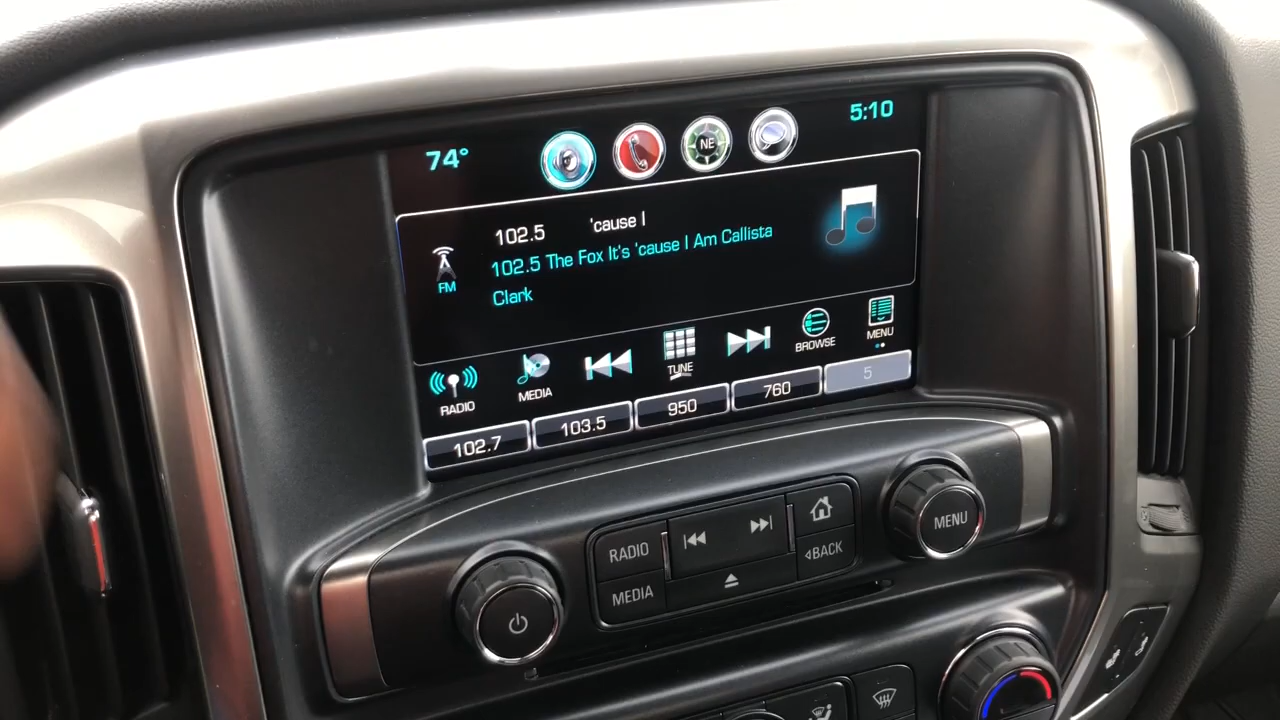 74°
NE
5:10
102.5 'cause I
102.5 The Fox It's 'cause I Am Callista
Clark
FM
RADIO
MEDIA
TUNE
BROWSE
MENU
102.7
103.5
950
760
5
RADIO
MEDIA
BACK
MENU